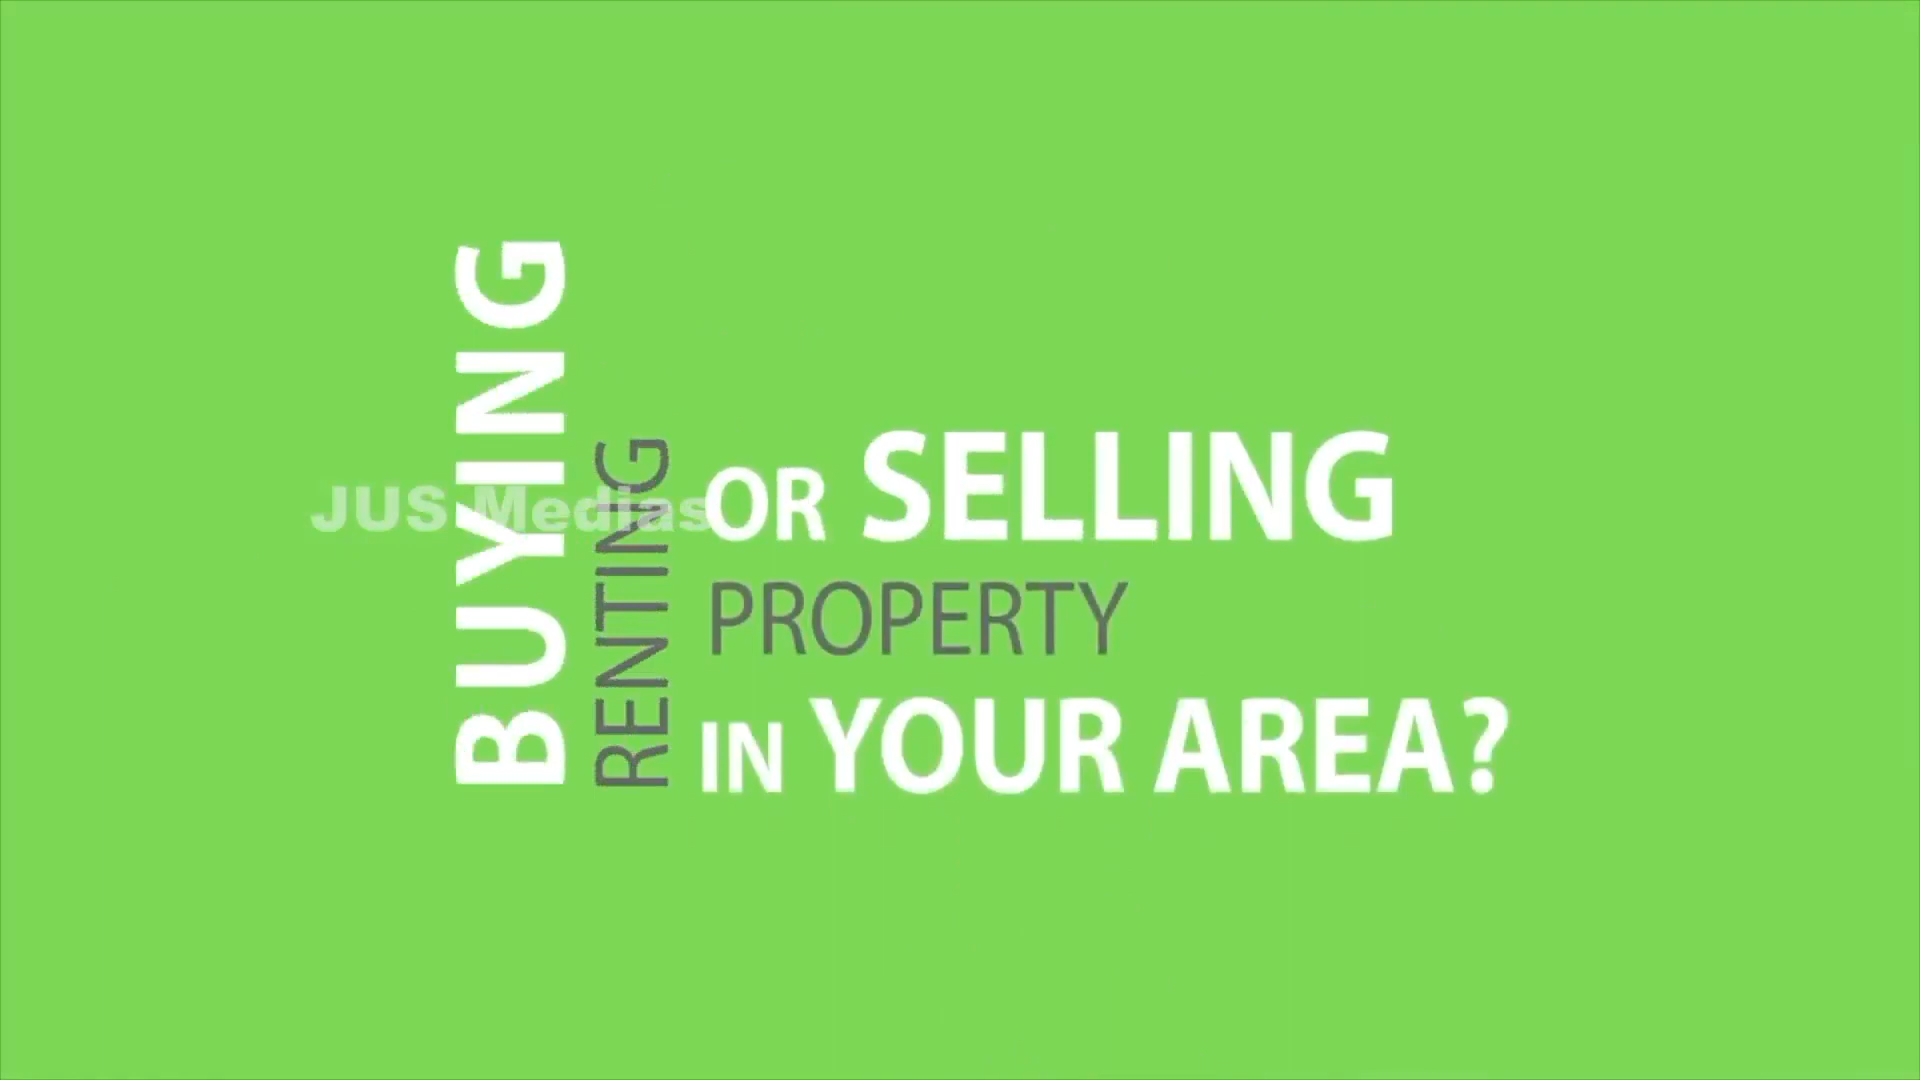 BUYING
RENTING
OR SELLING
PROPERTY
IN YOUR AREA?
JUS Medias